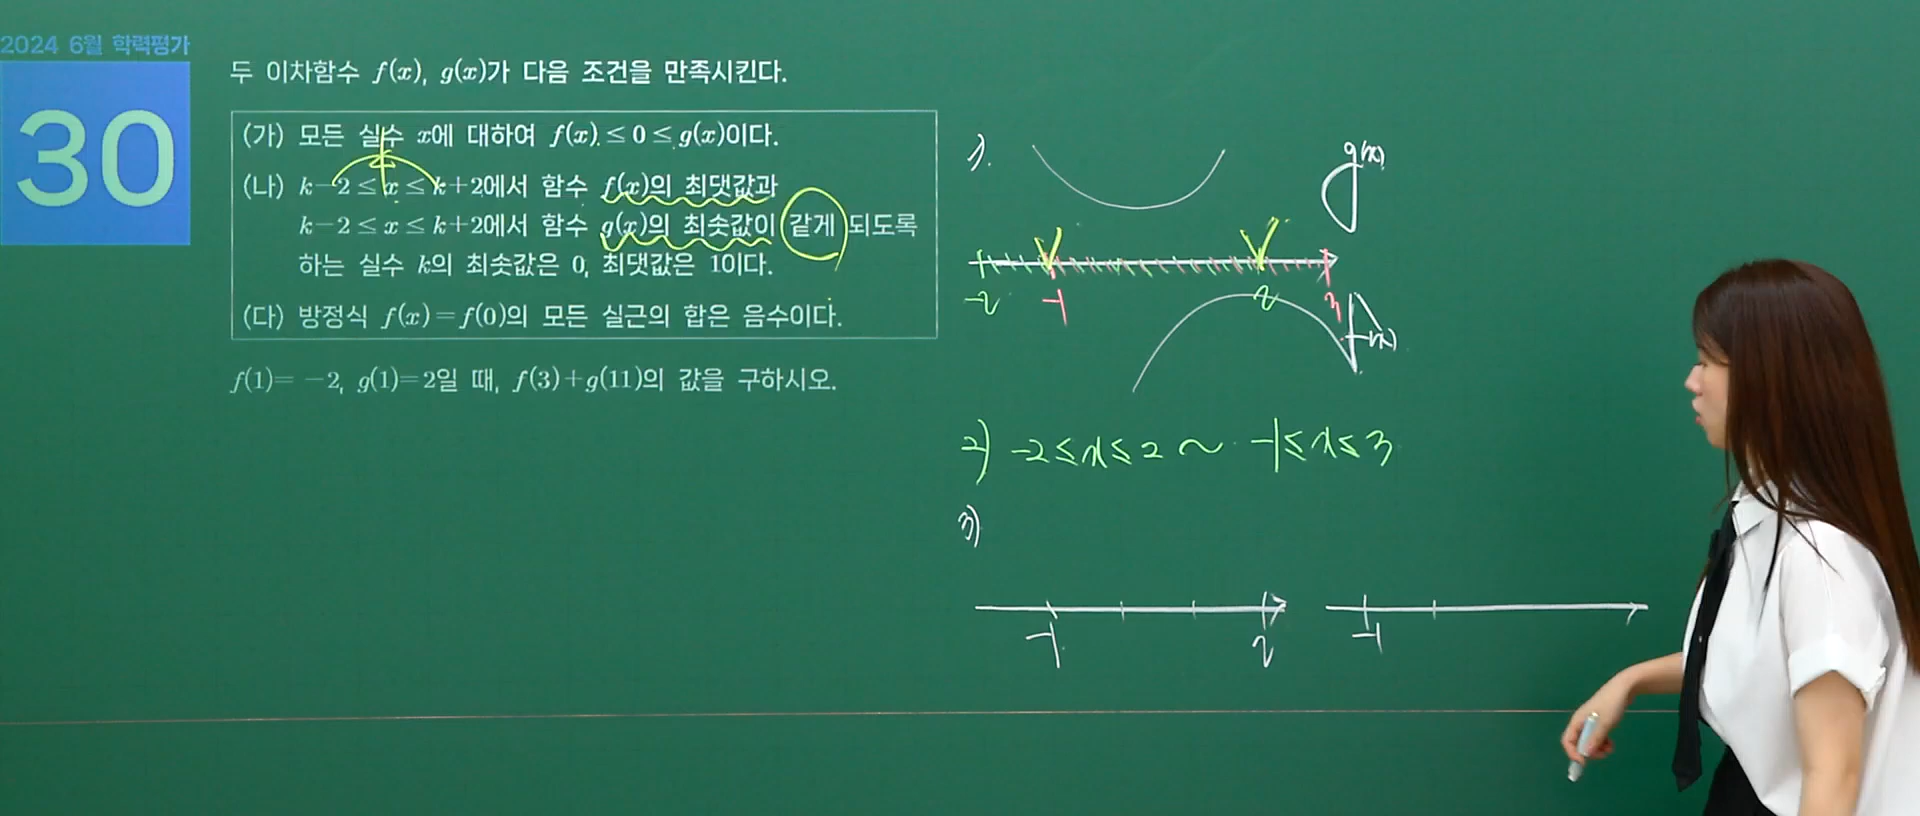 2024 6월 학력평가
30
두 이차함수 f(x), g(x)가 다음 조건을 만족시킨다.
(가) 모든 실수 x에 대하여 f(x) ≤ 0 ≤ g(x)이다.
(나) k−2 ≤ x ≤ k+2에서 함수 f(x)의 최댓값과
k−2 ≤ x ≤ k+2에서 함수 g(x)의 최솟값이 같게 되도록
하는 실수 k의 최솟값은 0, 최댓값은 1이다.
(다) 방정식 f(x)=f(0)의 모든 실근의 합은 음수이다.
f(1)= −2, g(1)=2일 때, f(3)+g(11)의 값을 구하시오.
1)
g(x)
-2 -1 2 3
f(x)
2) -2≤x≤2 ~ -1≤x≤3
3)
-1 2 -1